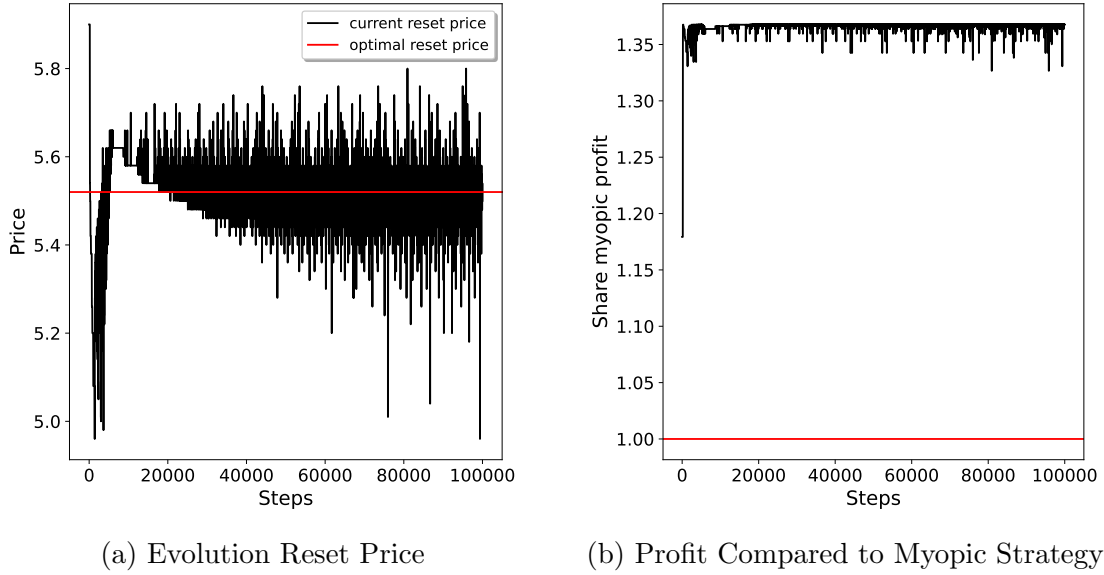 current reset price
optimal reset price
5.8
5.6
5.4
5.2
5.0
Price
0 20000 40000 60000 80000 100000
Steps
(a) Evolution Reset Price
1.35
1.30
1.25
1.20
1.15
1.10
1.05
1.00
Share myopic profit
0 20000 40000 60000 80000 100000
Steps
(b) Profit Compared to Myopic Strategy